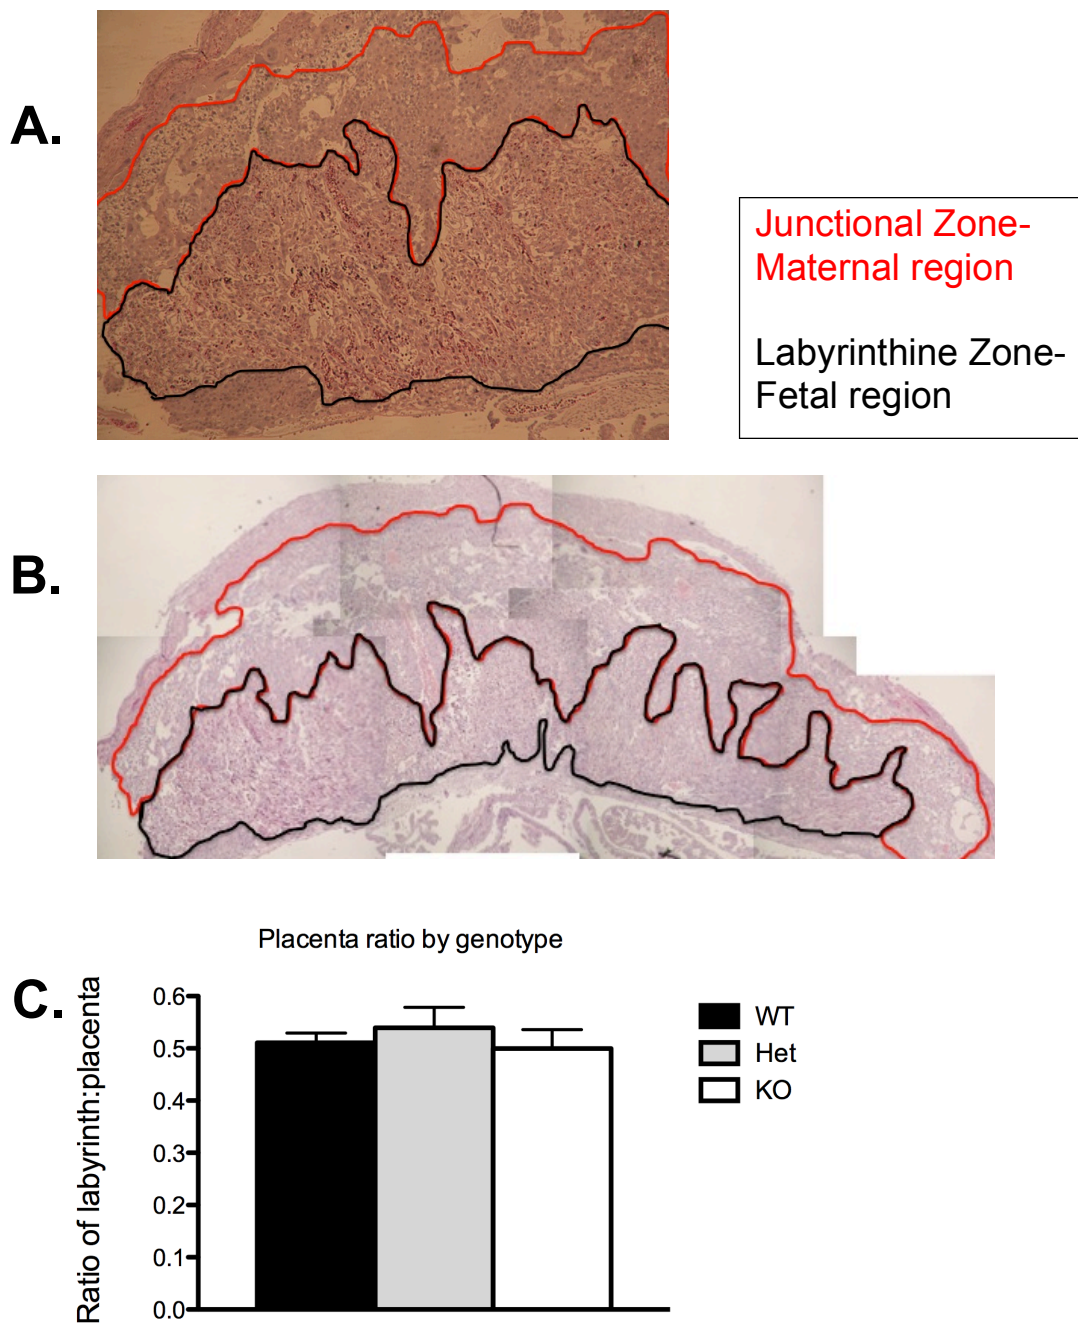 A.
Junctional Zone-
Maternal region
Labyrinthine Zone-
Fetal region
B.
Placenta ratio by genotype
C.
Ratio of labyrinth:placenta
0.6
0.5
0.4
0.3
0.2
0.1
0.0
WT
Het
KO